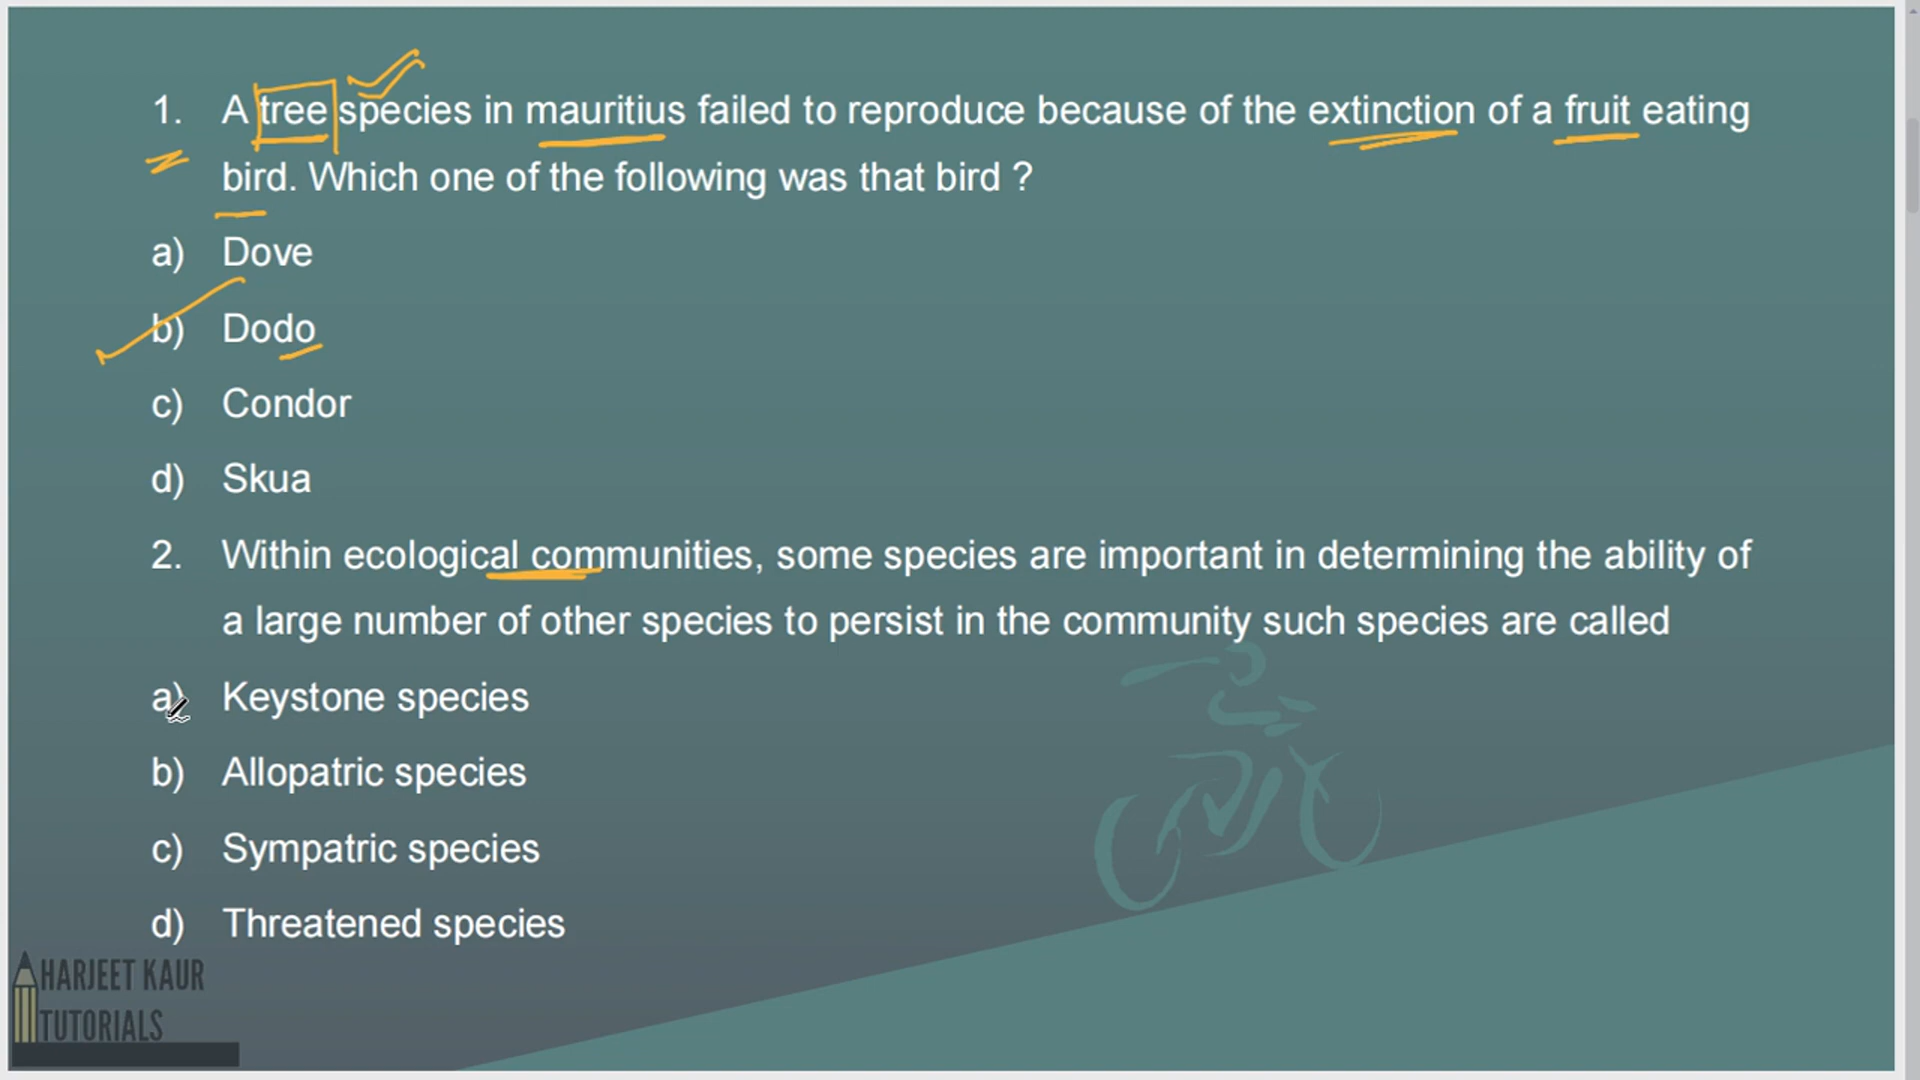 1. A tree species in mauritius failed to reproduce because of the extinction of a fruit eating
bird. Which one of the following was that bird ?
a) Dove
b) Dodo
c) Condor
d) Skua
2. Within ecological communities, some species are important in determining the ability of
a large number of other species to persist in the community such species are called
a) Keystone species
b) Allopatric species
c) Sympatric species
d) Threatened species
HARJEET KAUR
TUTORIALS